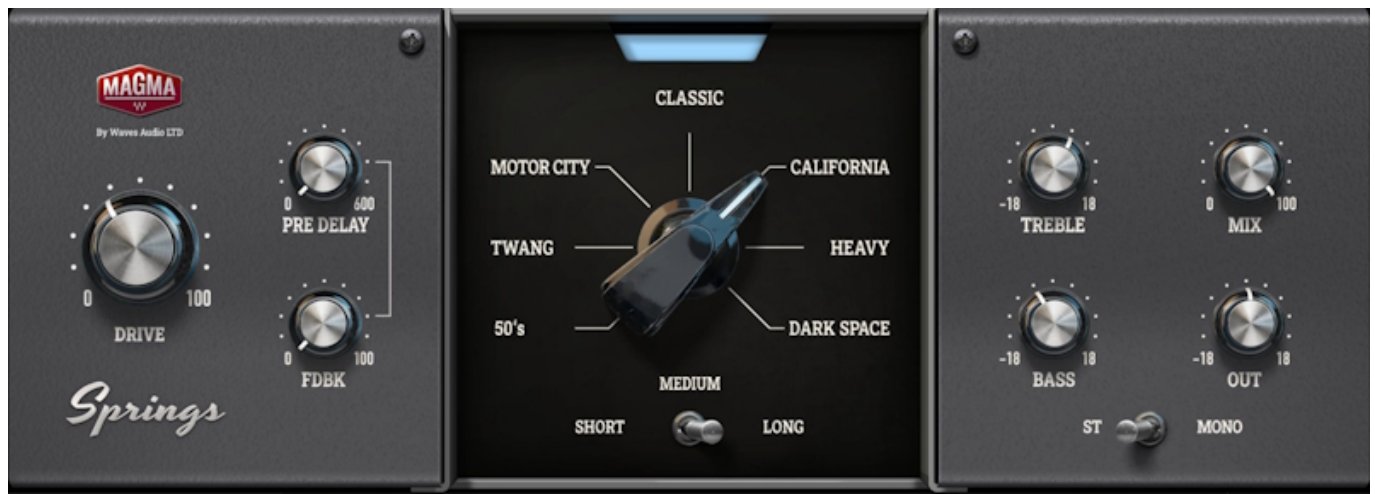 MAGMA
By Waves Audio LTD
0 600
PRE DELAY
0 100
DRIVE
0 100
FDBK
Springs
CLASSIC
MOTOR CITY
CALIFORNIA
TWANG
HEAVY
50's
DARK SPACE
MEDIUM
SHORT
LONG
-18 18
TREBLE
0 100
MIX
-18 18
BASS
-18 18
OUT
ST
MONO